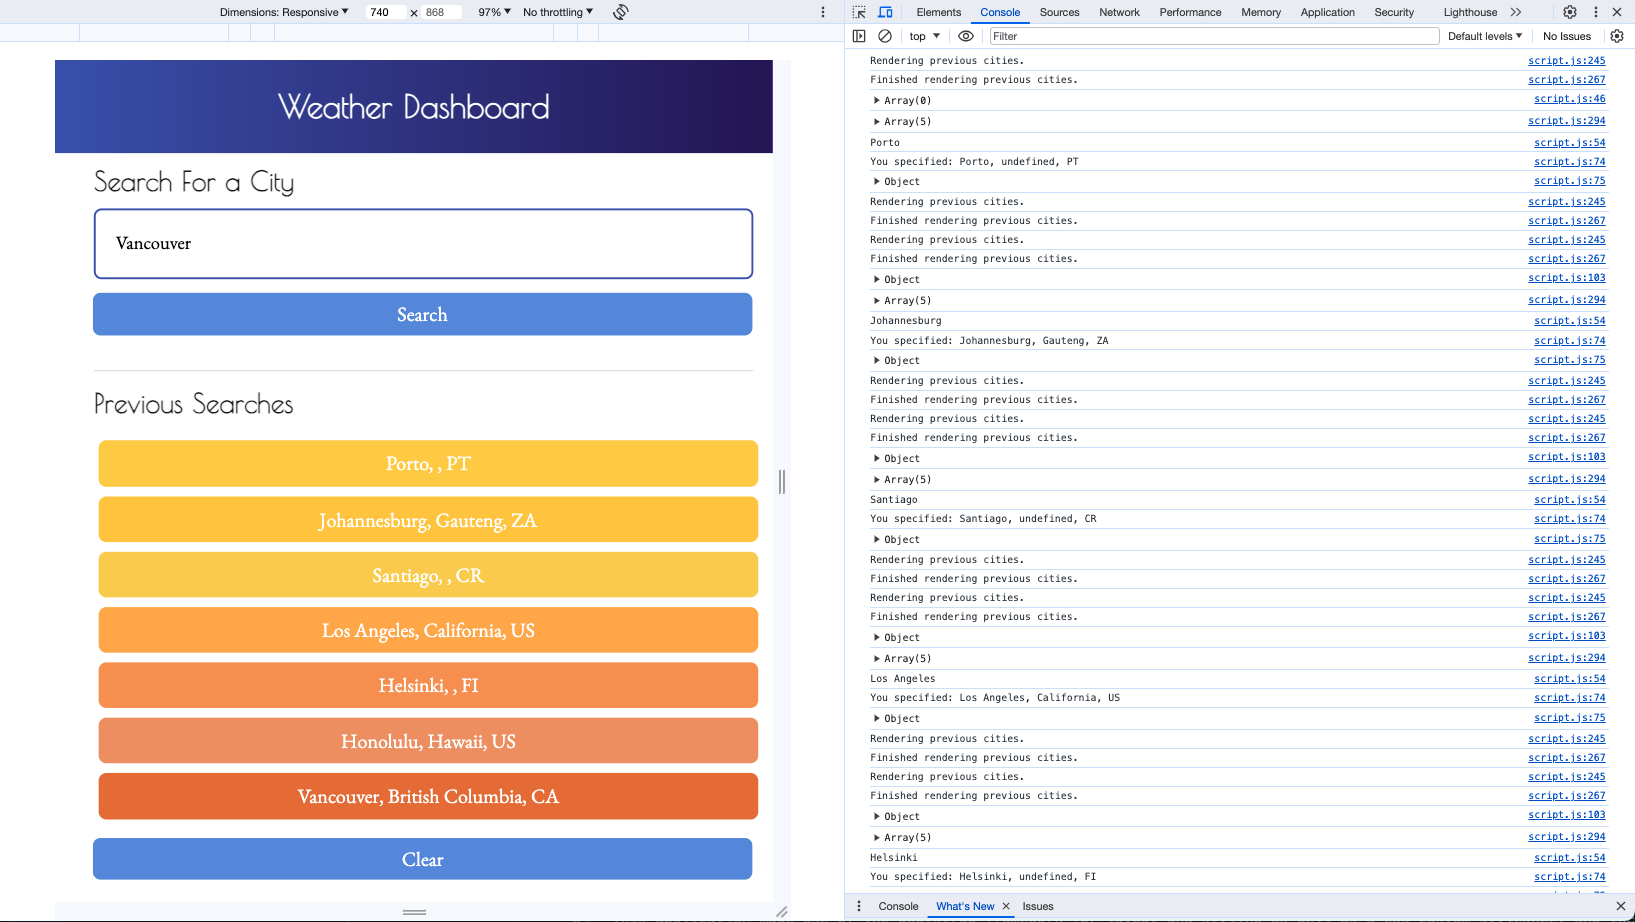 Dimensions: Responsive ▼ 740 × 868 97% ▼ No throttling ▼
Weather Dashboard
Search For a City
Vancouver
Search
Previous Searches
Porto, , PT
Johannesburg, Gauteng, ZA
Santiago, , CR
Los Angeles, California, US
Helsinki, , FI
Honolulu, Hawaii, US
Vancouver, British Columbia, CA
Clear
Elements Console Sources Network Performance Memory Application Security Lighthouse
top ▼ Filter Default levels ▼ No Issues
Rendering previous cities. script.js:245
Finished rendering previous cities. script.js:267
▶ Array(0) script.js:46
▶ Array(5) script.js:294
Porto script.js:54
You specified: Porto, undefined, PT script.js:74
▶ Object script.js:75
Rendering previous cities. script.js:245
Finished rendering previous cities. script.js:267
Rendering previous cities. script.js:245
Finished rendering previous cities. script.js:267
▶ Object script.js:103
▶ Array(5) script.js:294
Johannesburg script.js:54
You specified: Johannesburg, Gauteng, ZA script.js:74
▶ Object script.js:75
Rendering previous cities. script.js:245
Finished rendering previous cities. script.js:267
Rendering previous cities. script.js:245
Finished rendering previous cities. script.js:267
▶ Object script.js:103
▶ Array(5) script.js:294
Santiago script.js:54
You specified: Santiago, undefined, CR script.js:74
▶ Object script.js:75
Rendering previous cities. script.js:245
Finished rendering previous cities. script.js:267
Rendering previous cities. script.js:245
Finished rendering previous cities. script.js:267
▶ Object script.js:103
▶ Array(5) script.js:294
Los Angeles script.js:54
You specified: Los Angeles, California, US script.js:74
▶ Object script.js:75
Rendering previous cities. script.js:245
Finished rendering previous cities. script.js:267
Rendering previous cities. script.js:245
Finished rendering previous cities. script.js:267
▶ Object script.js:103
▶ Array(5) script.js:294
Helsinki script.js:54
You specified: Helsinki, undefined, FI script.js:74
Console What's New × Issues